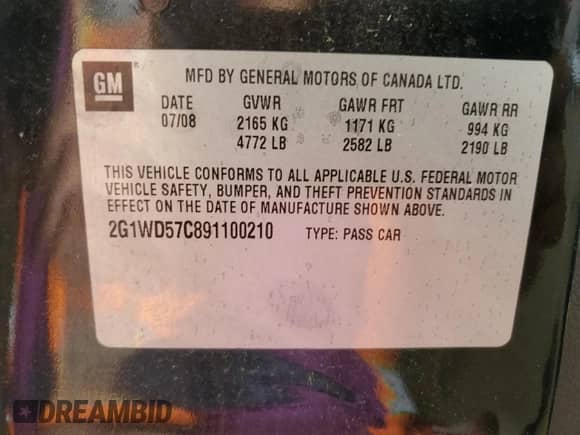 GM
MFD BY GENERAL MOTORS OF CANADA LTD.
DATE GVWR GAWR FRT GAWR RR
07/08 2165 KG 1171 KG 994 KG
4772 LB 2582 LB 2190 LB
THIS VEHICLE CONFORMS TO ALL APPLICABLE U.S. FEDERAL MOTOR
VEHICLE SAFETY, BUMPER, AND THEFT PREVENTION STANDARDS IN
EFFECT ON THE DATE OF MANUFACTURE SHOWN ABOVE.
2G1WD57C891100210 TYPE: PASS CAR
DREAMBID